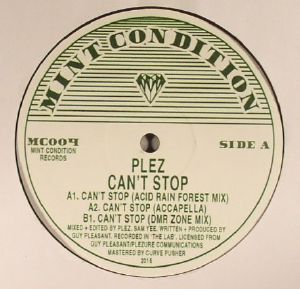 MINT CONDITION
MC004
MINT CONDITION
RECORDS
SIDE A
PLEZ
CAN'T STOP
A1. CAN'T STOP (ACID RAIN FOREST MIX)
A2. CAN'T STOP (ACCAPELLA)
B1. CAN'T STOP (DMR ZONE MIX)
MIXED + EDITED BY PLEZ, SAM YEE. WRITTEN + PRODUCED BY
GUY PLEASANT. RECORDED IN 'THE LAB'. LICENSED FROM
GUY PLEASANT/PLEZURE COMMUNICATIONS
MASTERED BY CURVE PUSHER
2016